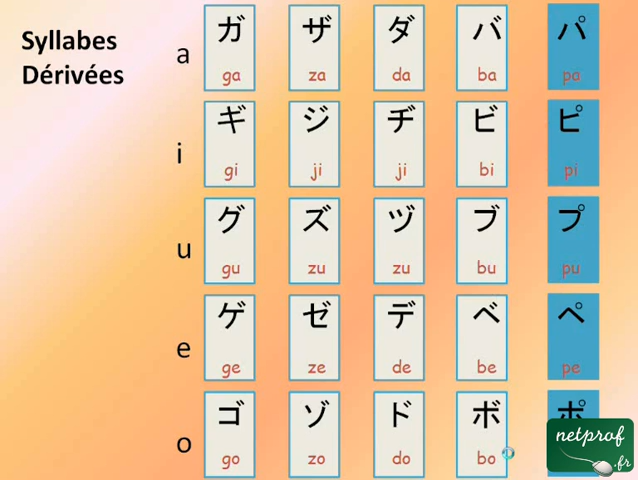 Syllabes
Dérivées
a
ガ ザ ダ バ パ
ga za da ba pa
i
ギ ジ ヂ ビ ピ
gi ji ji bi pi
u
グ ズ ヅ ブ プ
gu zu zu bu pu
e
ゲ ゼ デ ベ ペ
ge ze de be pe
o
ゴ ゾ ド ボ ポ
go zo do bo
netprof
.fr